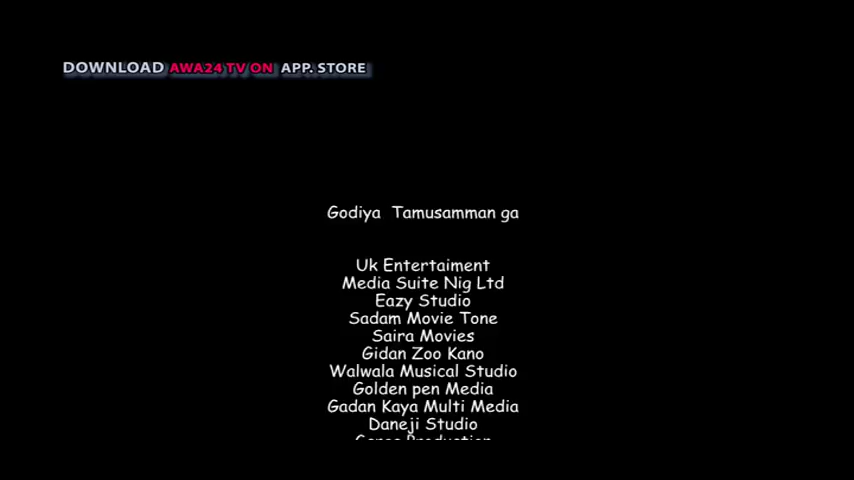 DOWNLOAD AWA24 TV ON APP. STORE
Godiya Tamusamman ga
Uk Entertaiment
Media Suite Nig Ltd
Eazy Studio
Sadam Movie Tone
Saira Movies
Gidan Zoo Kano
Walwala Musical Studio
Golden pen Media
Gadan Kaya Multi Media
Daneji Studio
Production